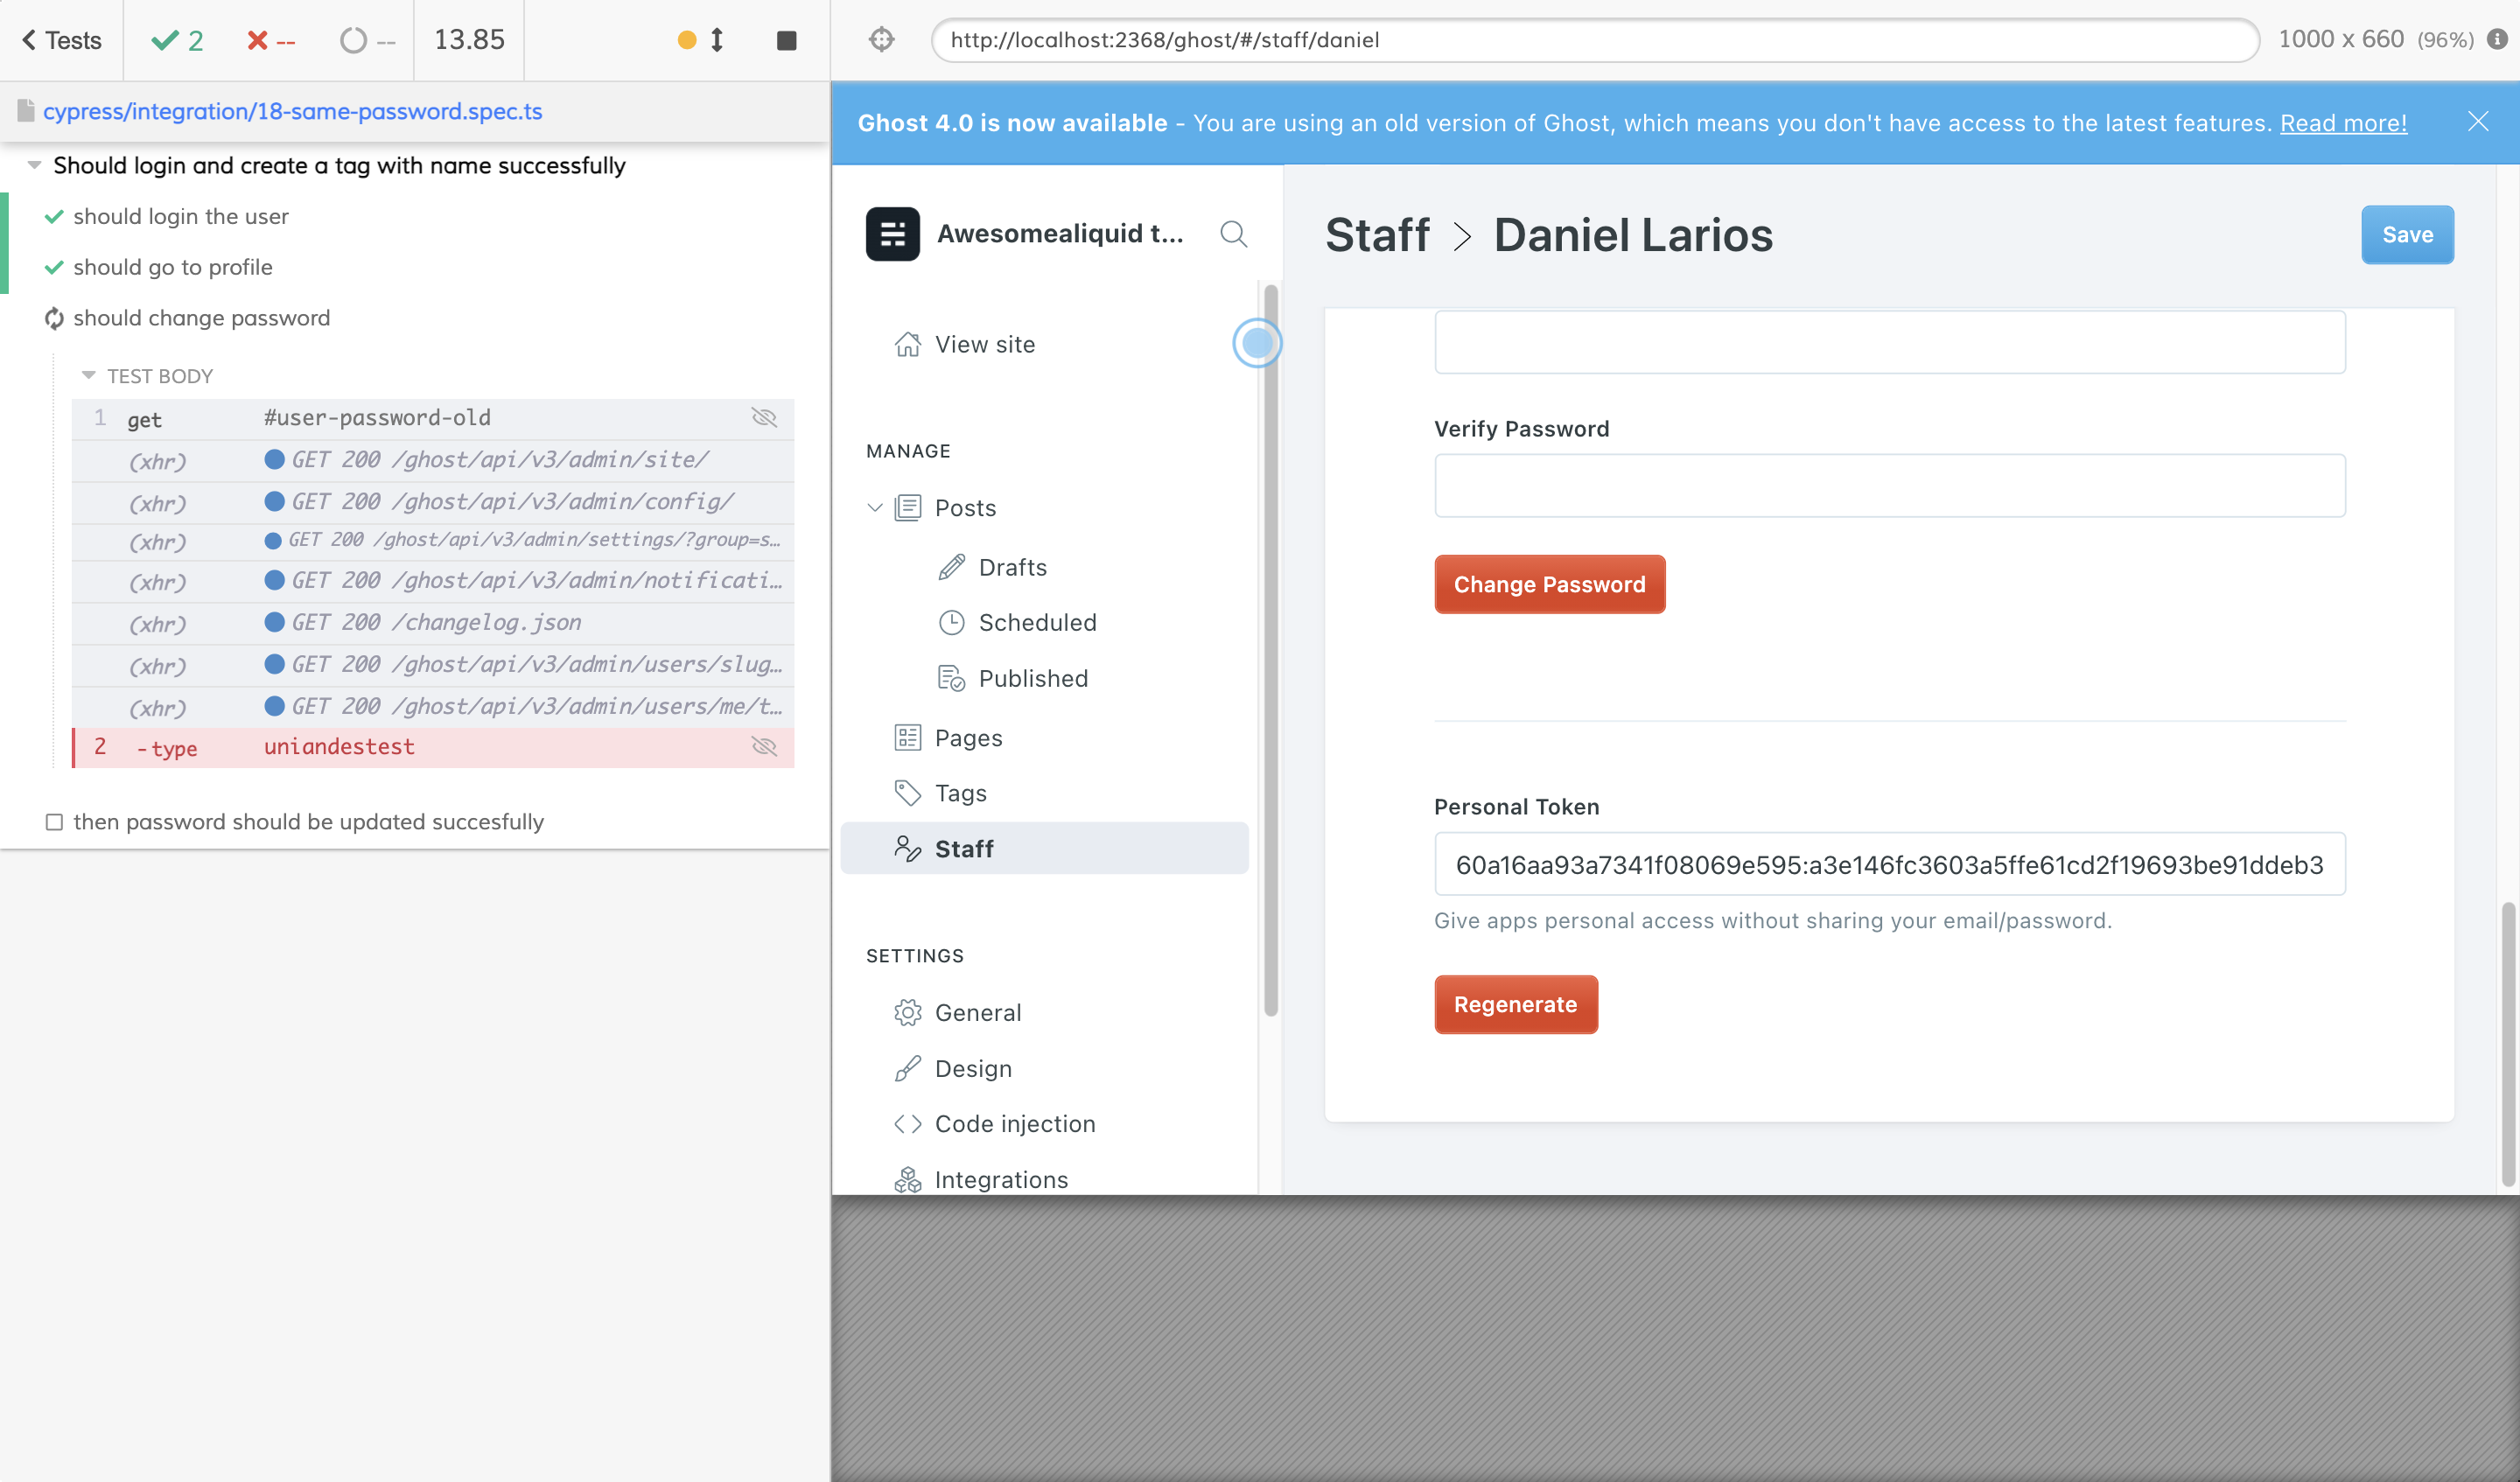 Tests 2 -- -- 13.85
http://localhost:2368/ghost/#/staff/daniel 1000 x 660 (96%)
cypress/integration/18-same-password.spec.ts
Should login and create a tag with name successfully
should login the user
should go to profile
should change password
TEST BODY
1 get #user-password-old
(xhr) GET 200 /ghost/api/v3/admin/site/
(xhr) GET 200 /ghost/api/v3/admin/config/
(xhr) GET 200 /ghost/api/v3/admin/settings/?group=s…
(xhr) GET 200 /ghost/api/v3/admin/notificati…
(xhr) GET 200 /changelog.json
(xhr) GET 200 /ghost/api/v3/admin/users/slug…
(xhr) GET 200 /ghost/api/v3/admin/users/me/t…
2 -type uniandestest
then password should be updated succesfully
Ghost 4.0 is now available - You are using an old version of Ghost, which means you don't have access to the latest features. Read more!
Awesomealiquid t...
View site
MANAGE
Posts
Drafts
Scheduled
Published
Pages
Tags
Staff
SETTINGS
General
Design
Code injection
Integrations
Staff > Daniel Larios
Save
Verify Password
Change Password
Personal Token
60a16aa93a7341f08069e595:a3e146fc3603a5ffe61cd2f19693be91ddeb3
Give apps personal access without sharing your email/password.
Regenerate